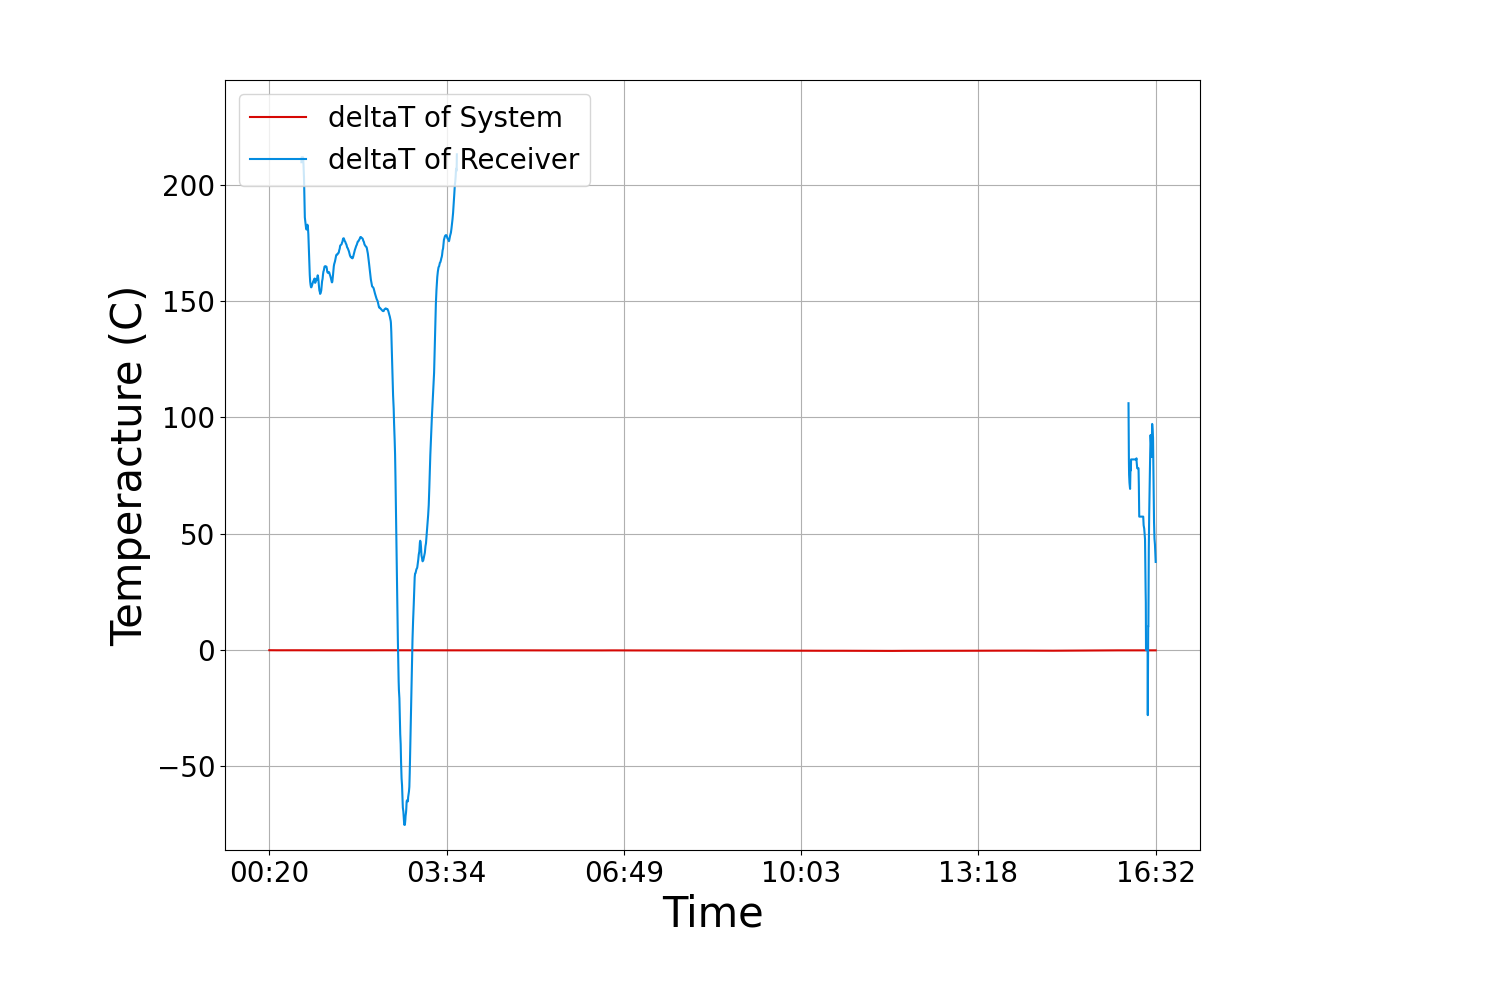 deltaT of System
deltaT of Receiver
200
150
100
50
0
−50
Temperacture (C)
00:20 03:34 06:49 10:03 13:18 16:32
Time